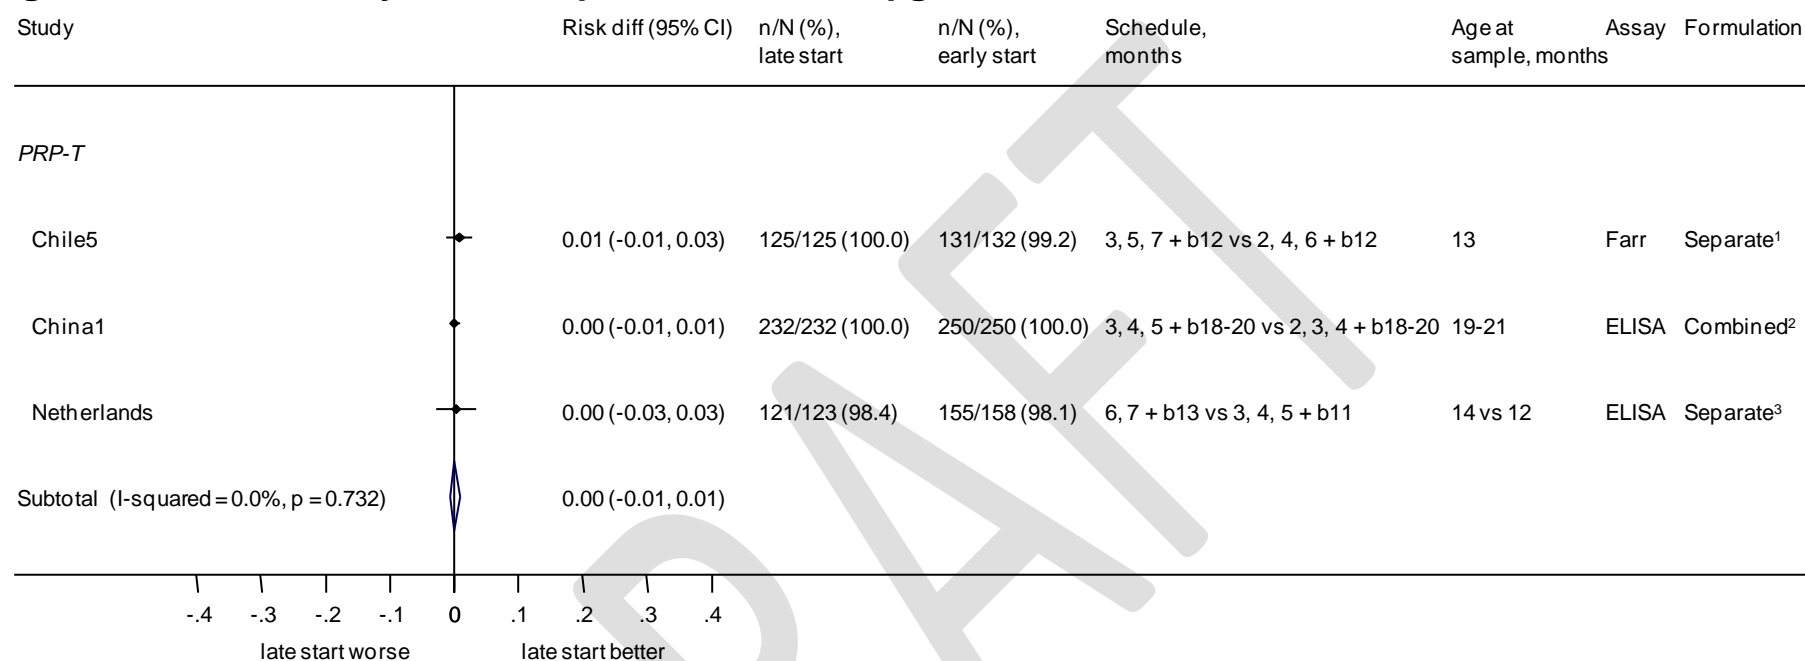 Study Risk diff (95% CI) n/N (%), n/N (%), Schedule, Age at Assay Formulation
late start early start months sample, months
PRP-T
Chile5 0.01 (-0.01, 0.03) 125/125 (100.0) 131/132 (99.2) 3, 5, 7 + b12 vs 2, 4, 6 + b12 13 Farr Separate¹
China1 0.00 (-0.01, 0.01) 232/232 (100.0) 250/250 (100.0) 3, 4, 5 + b18-20 vs 2, 3, 4 + b18-20 19-21 ELISA Combined²
Netherlands 0.00 (-0.03, 0.03) 121/123 (98.4) 155/158 (98.1) 6, 7 + b13 vs 3, 4, 5 + b11 14 vs 12 ELISA Separate³
Subtotal (I-squared = 0.0%, p = 0.732) 0.00 (-0.01, 0.01)
-.4 -.3 -.2 -.1 0 .1 .2 .3 .4
late start worse late start better